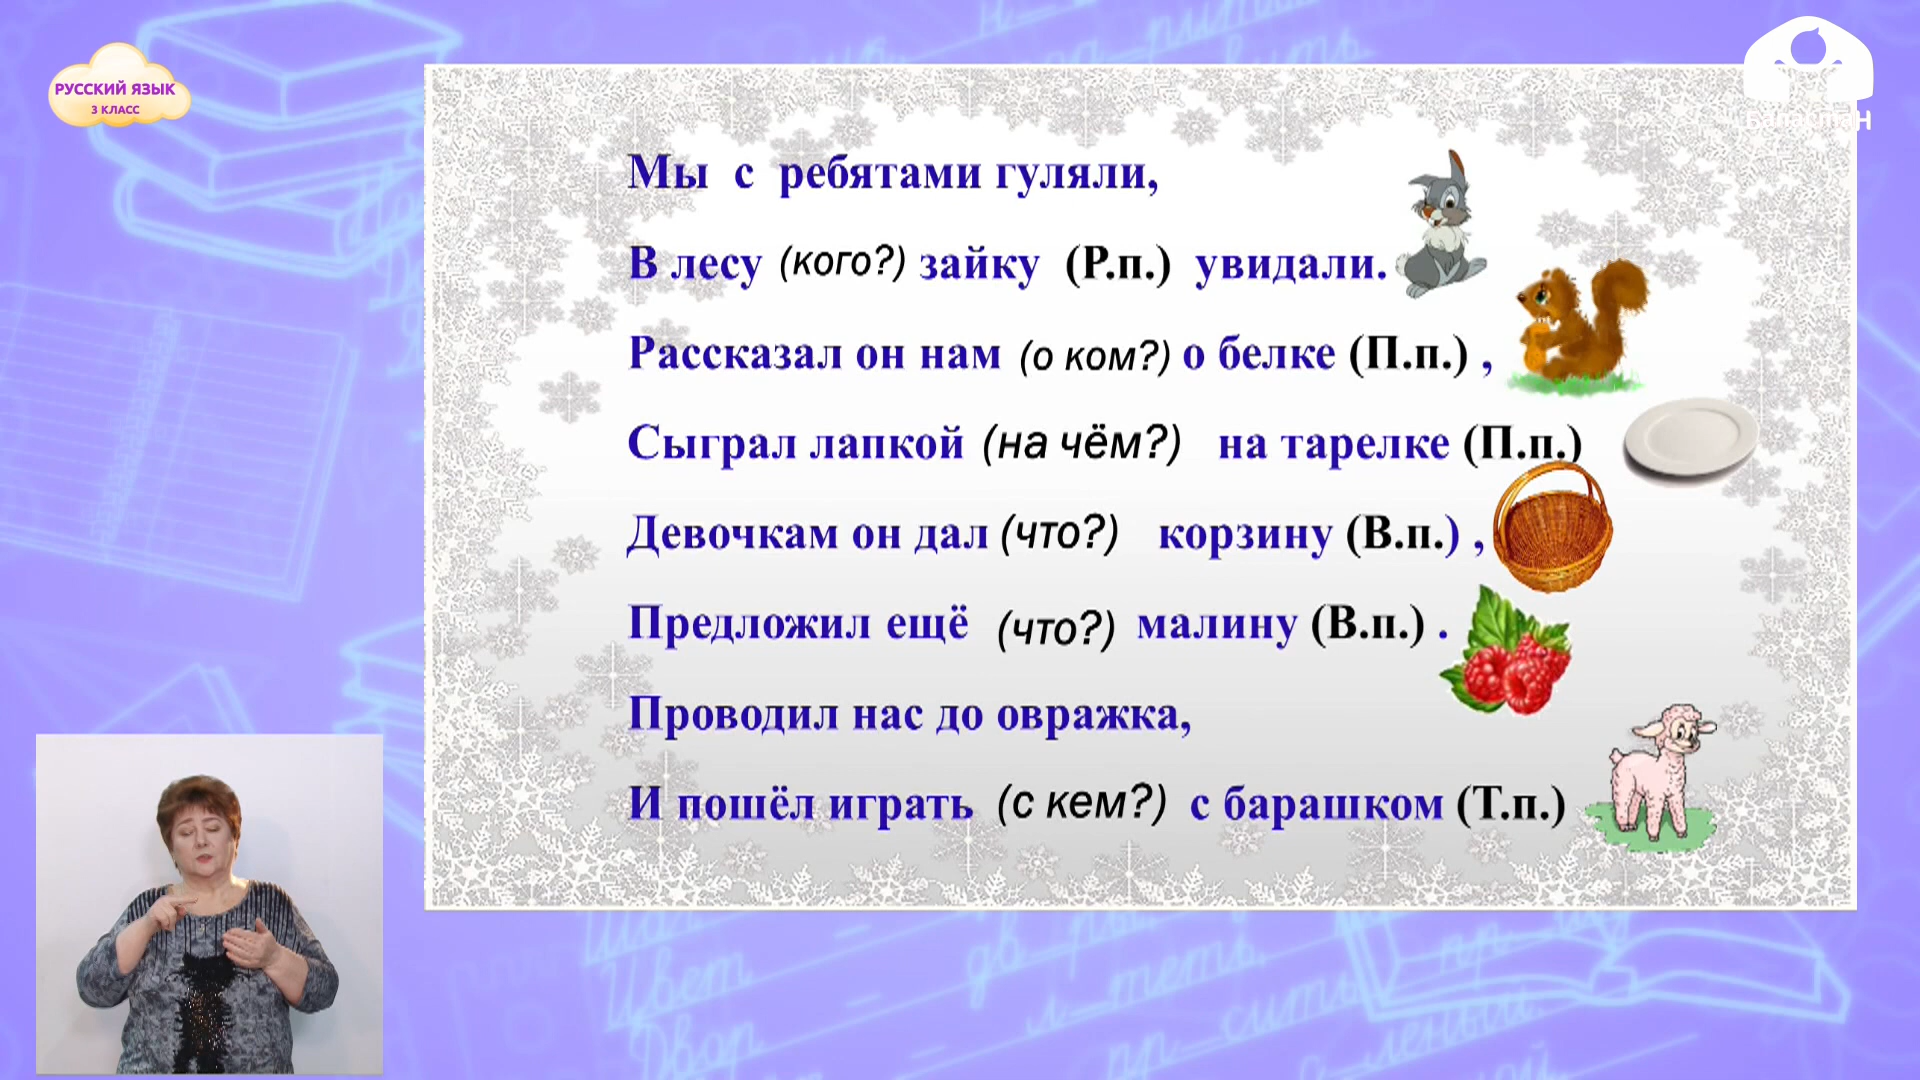 РУССКИЙ ЯЗЫК
3 КЛАСС
Мы с ребятами гуляли,
В лесу (кого?) зайку (Р.п.) увидали.
Рассказал он нам (о ком?) о белке (П.п.) ,
Сыграл лапкой (на чём?) на тарелке (П.п.)
Девочкам он дал (что?) корзину (В.п.) ,
Предложил ещё (что?) малину (В.п.) .
Проводил нас до овражка,
И пошёл играть (с кем?) с барашком (Т.п.)
Цвет
Двор